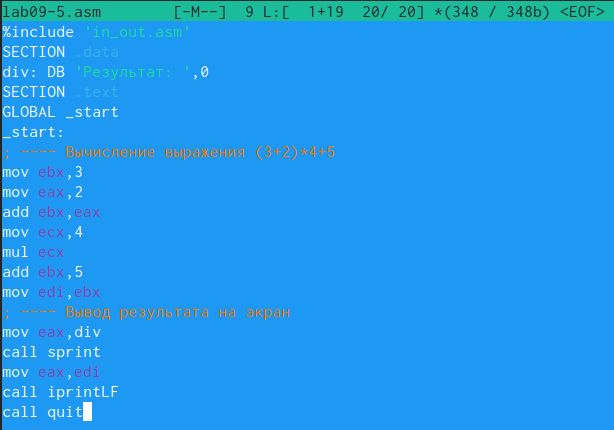 lab09-5.asm [-M--] 9 L:[ 1+19 20/ 20] *(348 / 348b) <EOF>
%include 'in_out.asm'
SECTION .data
div: DB 'Результат: ',0
SECTION .text
GLOBAL _start
_start:
; ---- Вычисление выражения (3+2)*4+5
mov ebx,3
mov eax,2
add ebx,eax
mov ecx,4
mul ecx
add ebx,5
mov edi,ebx
; ---- Вывод результата на экран
mov eax,div
call sprint
mov eax,edi
call iprintLF
call quit